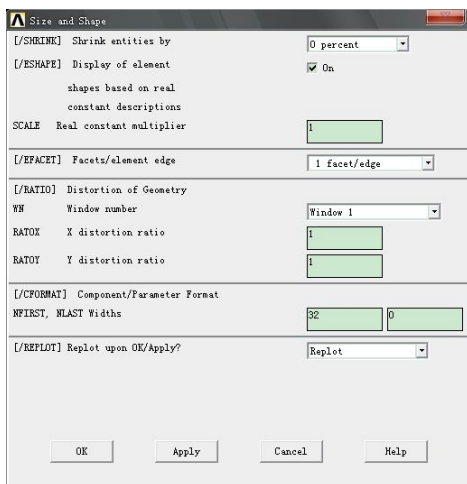 Size and Shape
[/SHRINK] Shrink entities by 0 percent
[/ESHAPE] Display of element On
shapes based on real
constant descriptions
SCALE Real constant multiplier 1
[/EFACET] Facets/element edge 1 facet/edge
[/RATIO] Distortion of Geometry
WN Window number Window 1
RATOX X distortion ratio 1
RATOY Y distortion ratio 1
[/CFORMAT] Component/Parameter Format
NFIRST, NLAST Widths 32 0
[/REPLOT] Replot upon OK/Apply? Replot
OK Apply Cancel Help